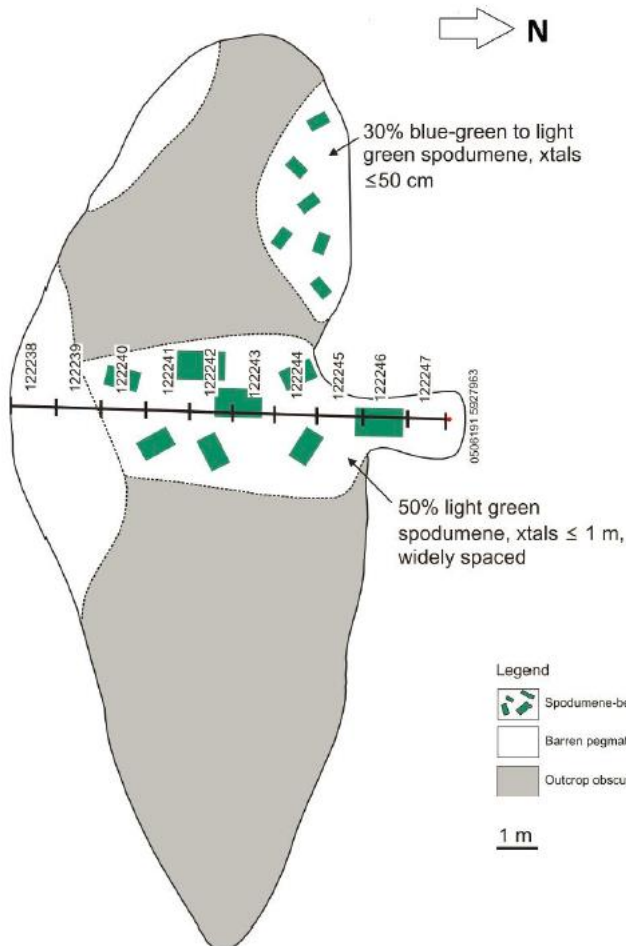 N
30% blue-green to light
green spodumene, xtals
≤50 cm
122238
122239
122240
122241
122242
122243
122244
122245
122246
122247
0506191 5927963
50% light green
spodumene, xtals ≤ 1 m,
widely spaced
Legend
Spodumene-be
Barren pegmat
Outcrop obscu
1 m